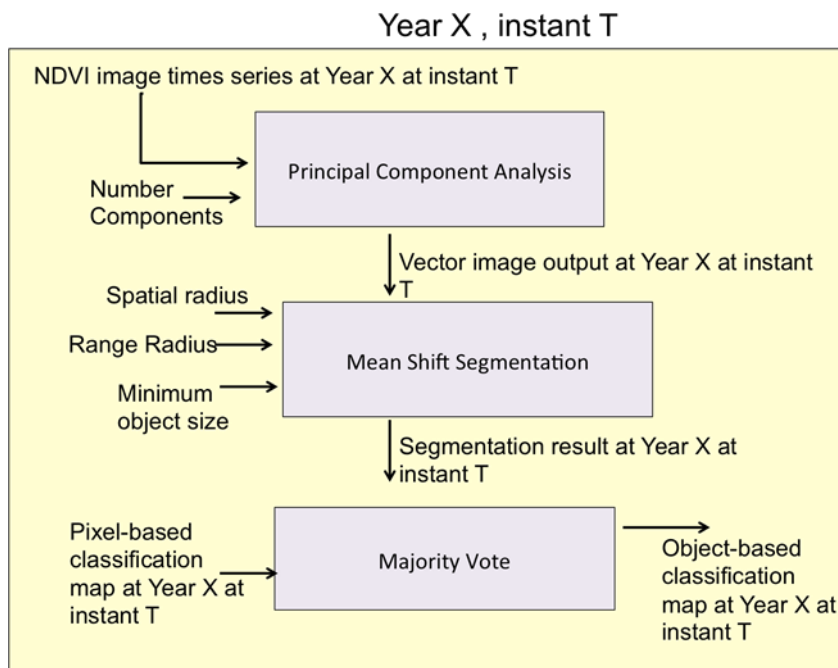 Year X , instant T
NDVI image times series at Year X at instant T
Principal Component Analysis
Number
Components
Vector image output at Year X at instant
T
Spatial radius
Range Radius
Minimum
object size
Mean Shift Segmentation
Segmentation result at Year X at
instant T
Pixel-based
classification
map at Year X at
instant T
Majority Vote
Object-based
classification
map at Year X at
instant T